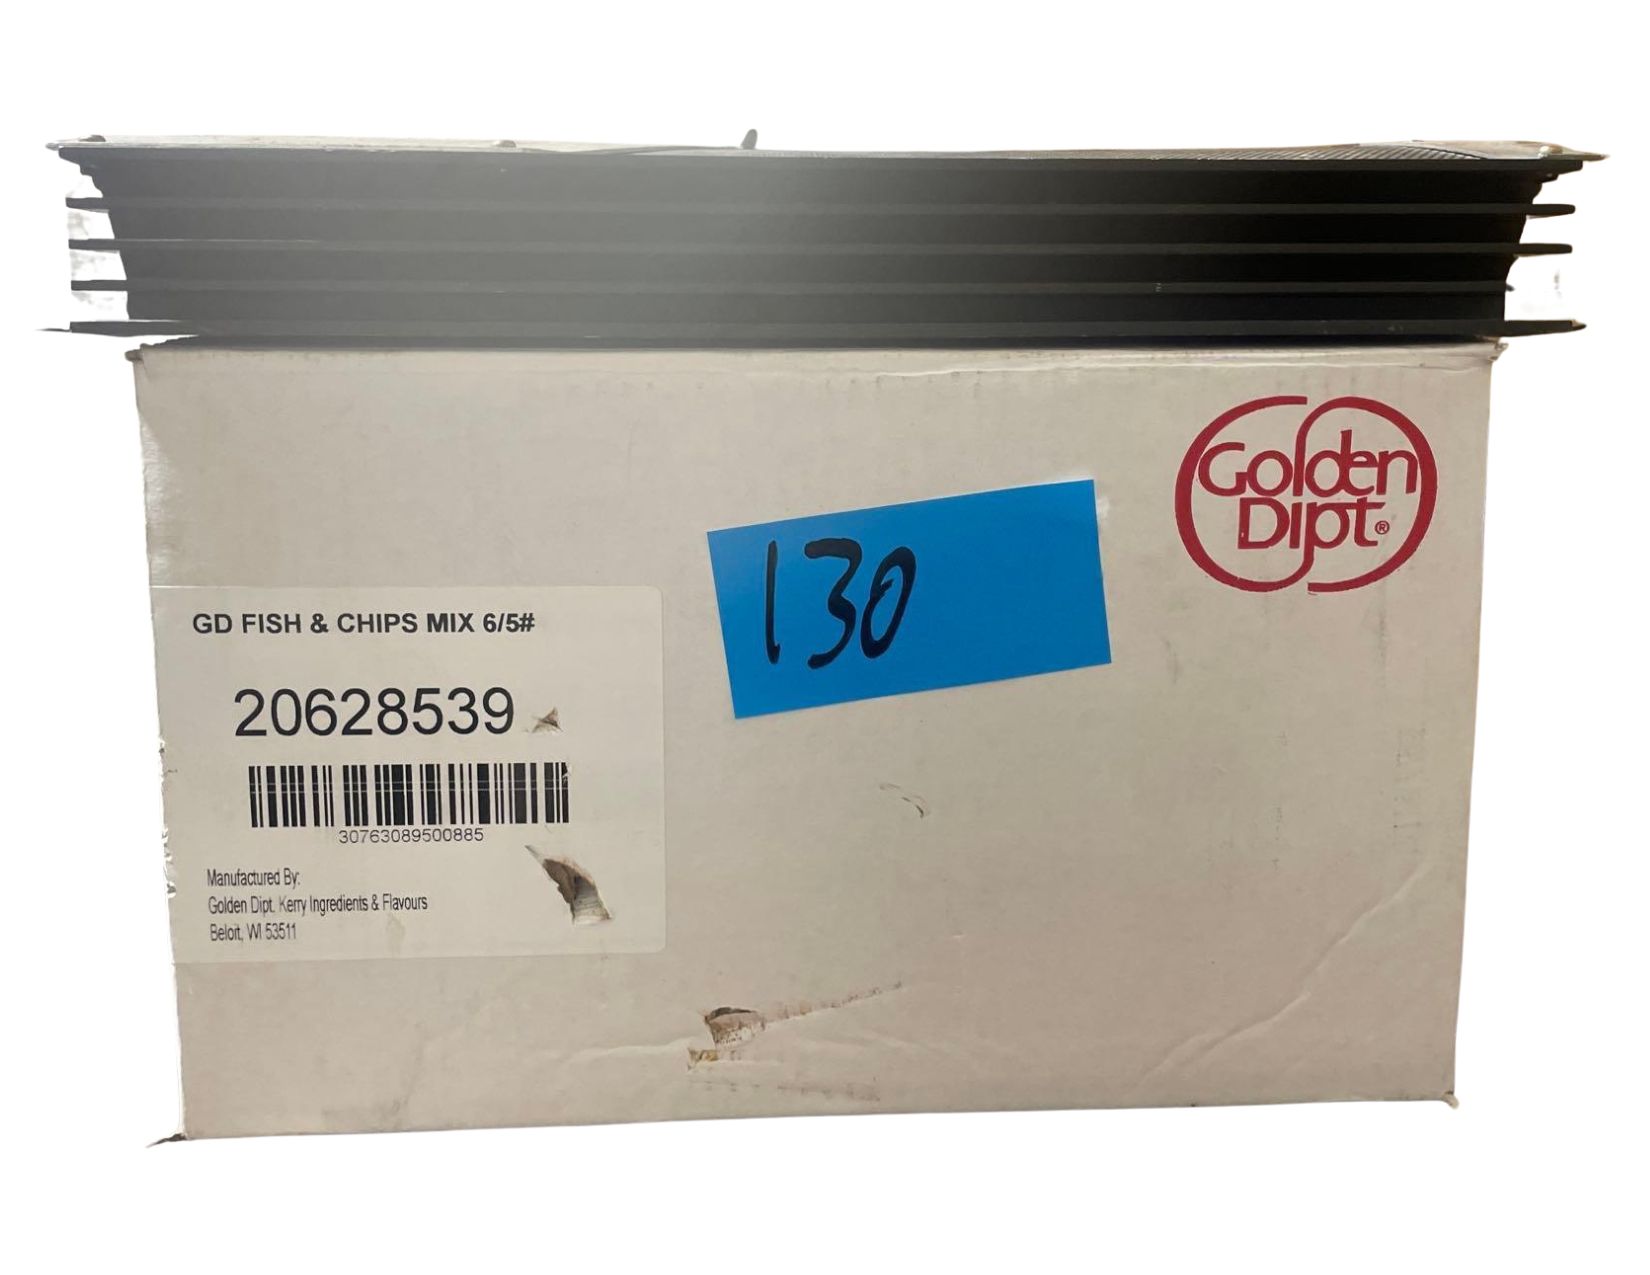 Golden
Dipt®
130
GD FISH & CHIPS MIX 6/5#
20628539
30763089500885
Manufactured By:
Golden Dipt. Kerry Ingredients & Flavours
Beloit, WI 53511